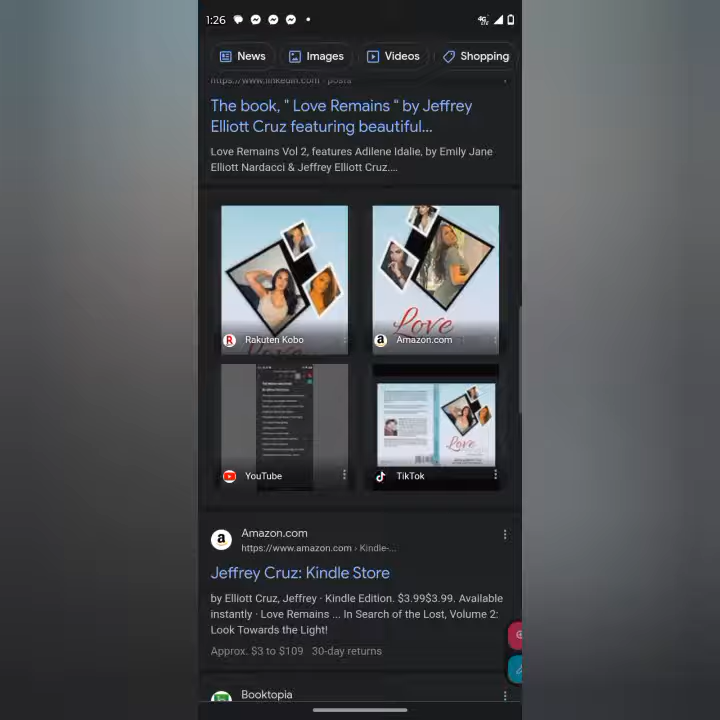 1:26
4G
News Images Videos Shopping
https://www.linkedin.com › posts
The book, " Love Remains " by Jeffrey
Elliott Cruz featuring beautiful...
Love Remains Vol 2, features Adilene Idalie, by Emily Jane
Elliott Nardacci & Jeffrey Elliott Cruz....
Love
Rakuten Kobo
Love
Amazon.com
YouTube
Love
TikTok
Amazon.com
https://www.amazon.com › Kindle-...
Jeffrey Cruz: Kindle Store
by Elliott Cruz, Jeffrey · Kindle Edition. $3.99$3.99. Available
instantly · Love Remains ... In Search of the Lost, Volume 2:
Look Towards the Light!
Approx. $3 to $109 30-day returns
Booktopia